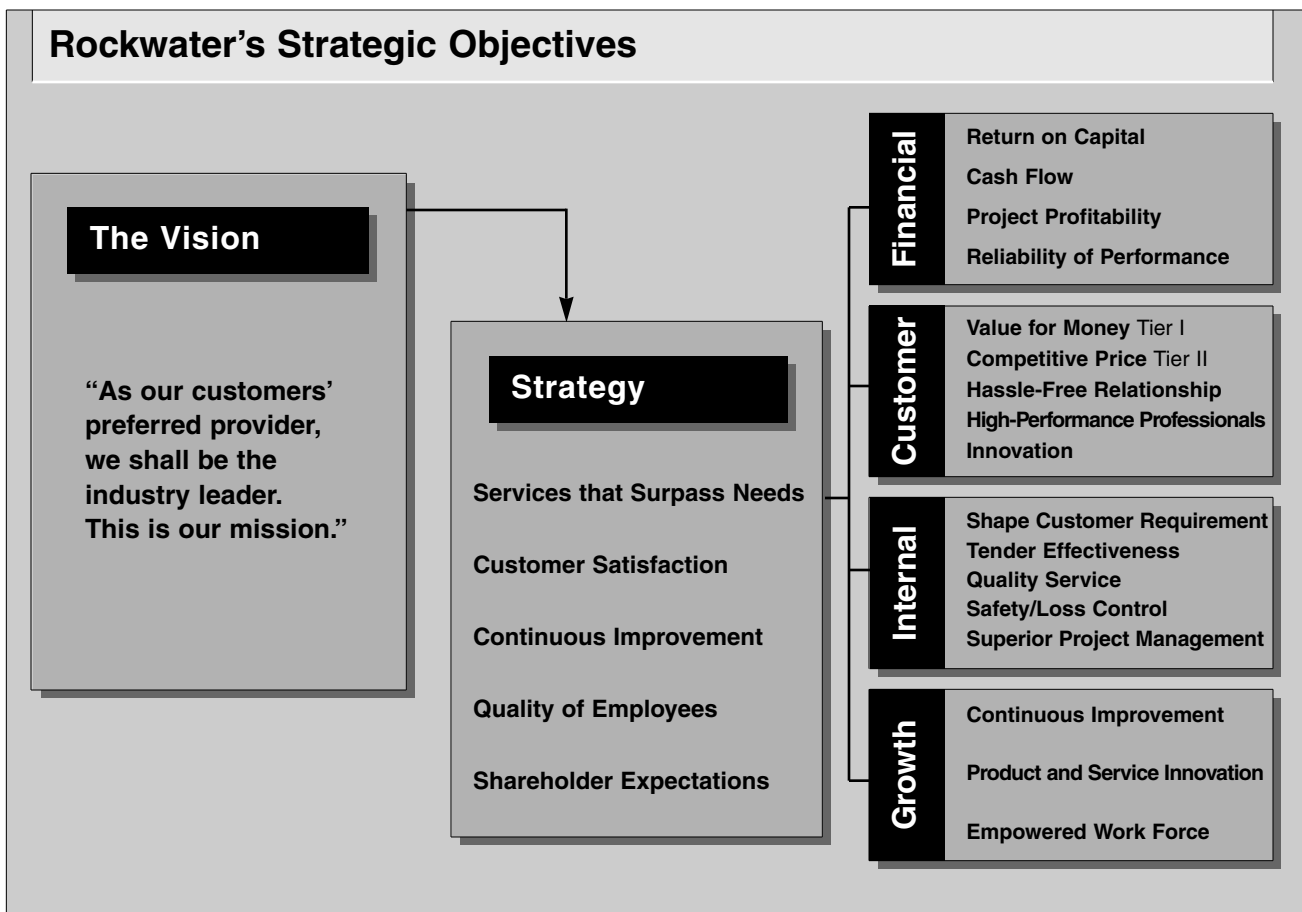 Rockwater’s Strategic Objectives
The Vision
“As our customers’
preferred provider,
we shall be the
industry leader.
This is our mission.”
Strategy
Services that Surpass Needs
Customer Satisfaction
Continuous Improvement
Quality of Employees
Shareholder Expectations
Financial
Return on Capital
Cash Flow
Project Profitability
Reliability of Performance
Customer
Value for Money Tier I
Competitive Price Tier II
Hassle-Free Relationship
High-Performance Professionals
Innovation
Internal
Shape Customer Requirement
Tender Effectiveness
Quality Service
Safety/Loss Control
Superior Project Management
Growth
Continuous Improvement
Product and Service Innovation
Empowered Work Force